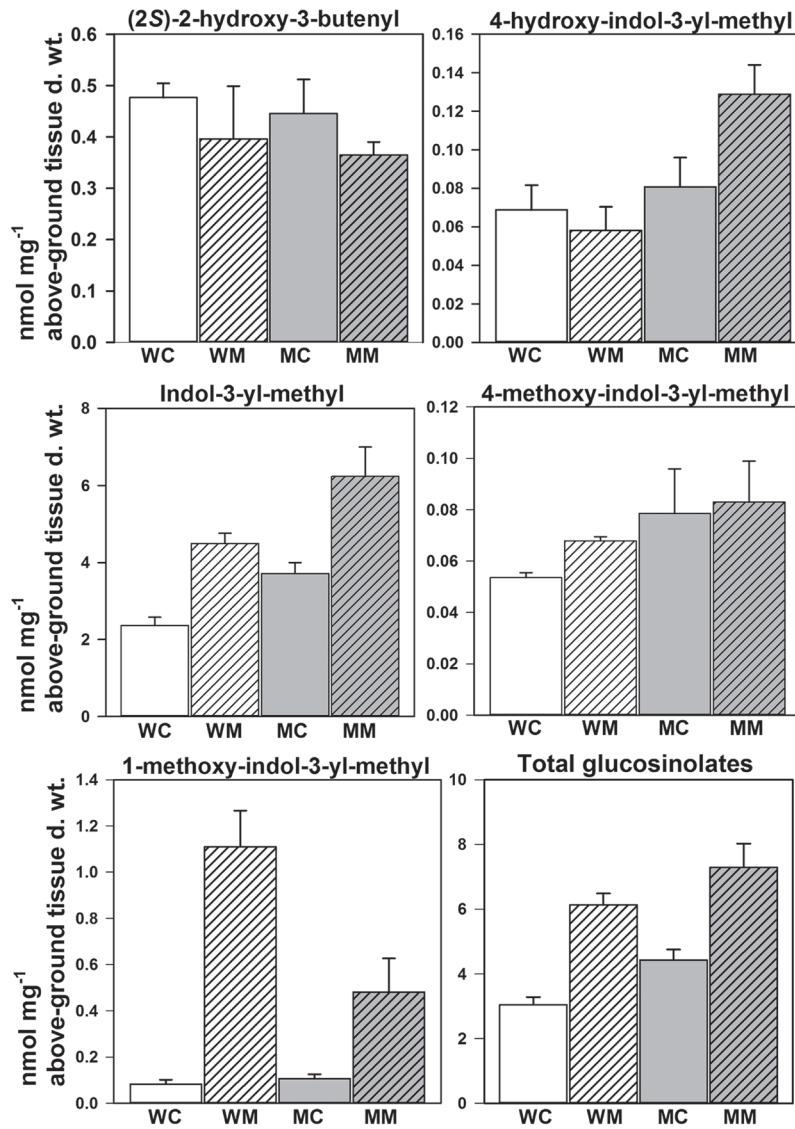 (2S)-2-hydroxy-3-butenyl
0.6
0.5
0.4
0.3
0.2
0.1
0.0
WC WM MC MM
nmol mg-1
above-ground tissue d. wt.
4-hydroxy-indol-3-yl-methyl
0.16
0.14
0.12
0.10
0.08
0.06
0.04
0.02
0.00
WC WM MC MM
Indol-3-yl-methyl
8
6
4
2
0
WC WM MC MM
nmol mg-1
above-ground tissue d. wt.
4-methoxy-indol-3-yl-methyl
0.12
0.10
0.08
0.06
0.04
0.02
0.00
WC WM MC MM
1-methoxy-indol-3-yl-methyl
1.4
1.2
1.0
0.8
0.6
0.4
0.2
0.0
WC WM MC MM
nmol mg-1
above-ground tissue d. wt.
Total glucosinolates
10
8
6
4
2
0
WC WM MC MM